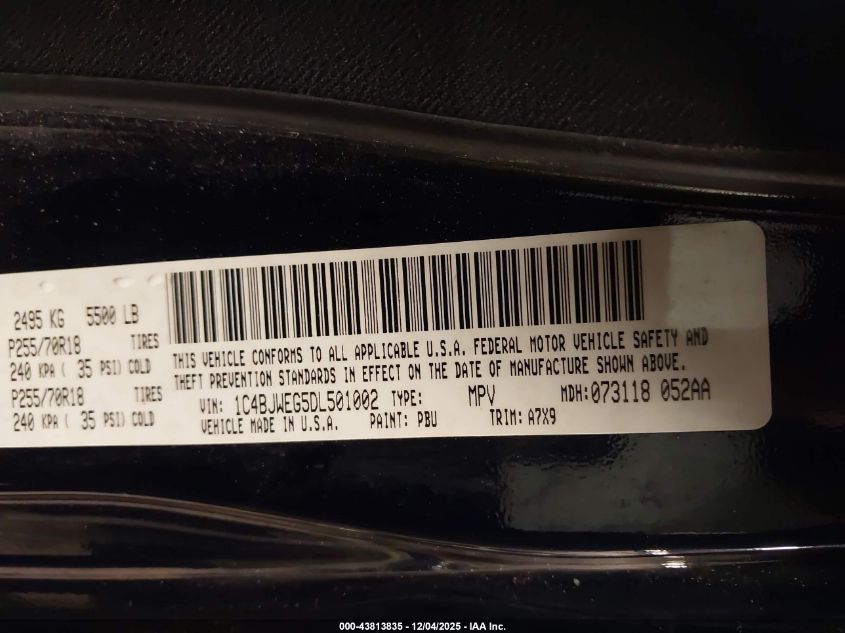 2495 KG 5500 LB
P255/70R18 TIRES
240 KPA ( 35 PSI) COLD
P255/70R18 TIRES
240 KPA ( 35 PSI) COLD
THIS VEHICLE CONFORMS TO ALL APPLICABLE U.S.A. FEDERAL MOTOR VEHICLE SAFETY AND
THEFT PREVENTION STANDARDS IN EFFECT ON THE DATE OF MANUFACTURE SHOWN ABOVE.
VIN: 1C4BJWEG5DL501002 TYPE: MPV MDH:073118 052AA
VEHICLE MADE IN U.S.A. PAINT: PBU TRIM: A7X9
000-43813835 - 12/04/2025 - IAA Inc.